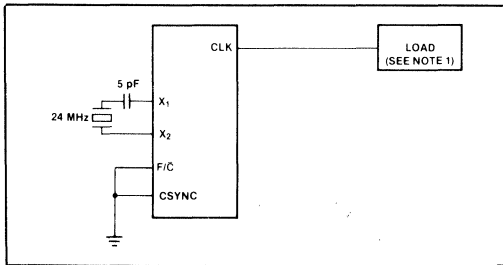 CLK
LOAD
(SEE NOTE 1)
5 pF
X₁
24 MHz
X₂
F/C̅
CSYNC